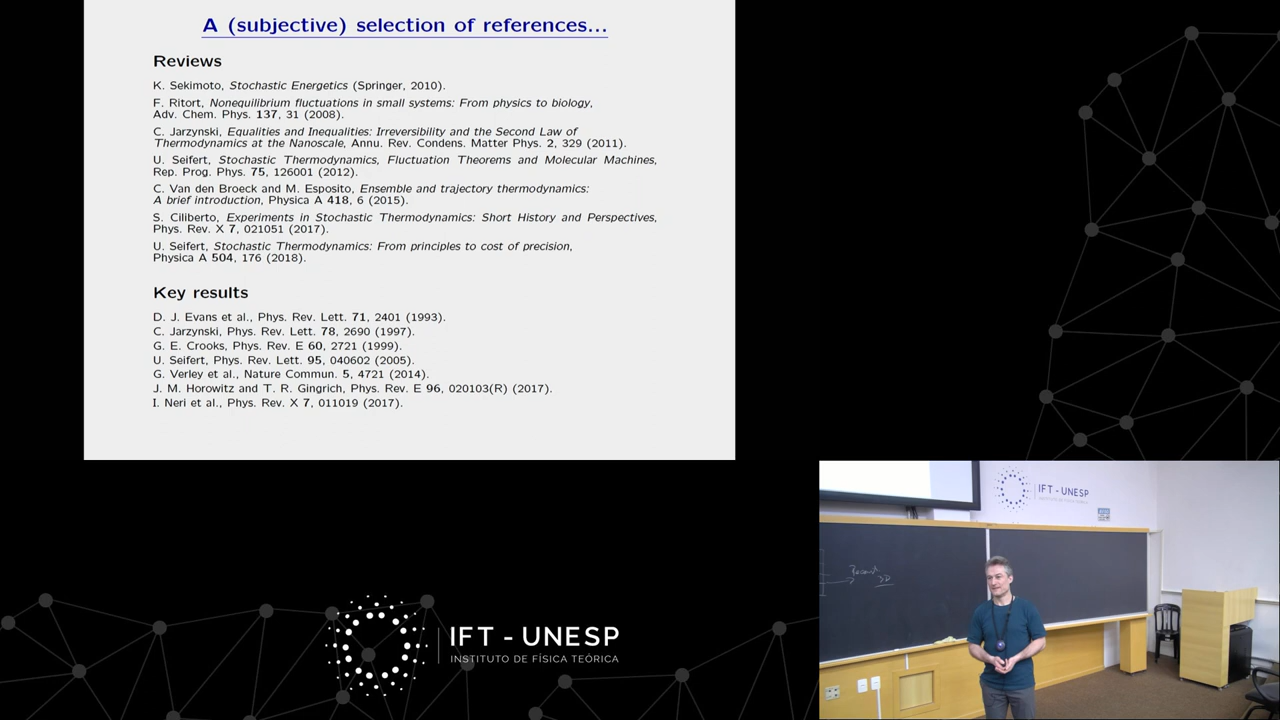 A (subjective) selection of references...
Reviews
K. Sekimoto, Stochastic Energetics (Springer, 2010).
F. Ritort, Nonequilibrium fluctuations in small systems: From physics to biology,
Adv. Chem. Phys. 137, 31 (2008).
C. Jarzynski, Equalities and Inequalities: Irreversibility and the Second Law of
Thermodynamics at the Nanoscale, Annu. Rev. Condens. Matter Phys. 2, 329 (2011).
U. Seifert, Stochastic Thermodynamics, Fluctuation Theorems and Molecular Machines,
Rep. Prog. Phys. 75, 126001 (2012).
C. Van den Broeck and M. Esposito, Ensemble and trajectory thermodynamics:
A brief introduction, Physica A 418, 6 (2015).
S. Ciliberto, Experiments in Stochastic Thermodynamics: Short History and Perspectives,
Phys. Rev. X 7, 021051 (2017).
U. Seifert, Stochastic Thermodynamics: From principles to cost of precision,
Physica A 504, 176 (2018).
Key results
D. J. Evans et al., Phys. Rev. Lett. 71, 2401 (1993).
C. Jarzynski, Phys. Rev. Lett. 78, 2690 (1997).
G. E. Crooks, Phys. Rev. E 60, 2721 (1999).
U. Seifert, Phys. Rev. Lett. 95, 040602 (2005).
G. Verley et al., Nature Commun. 5, 4721 (2014).
J. M. Horowitz and T. R. Gingrich, Phys. Rev. E 96, 020103(R) (2017).
I. Neri et al., Phys. Rev. X 7, 011019 (2017).
IFT - UNESP
INSTITUTO DE FÍSICA TEÓRICA
IFT - UNESP
INSTITUTO DE FÍSICA TEÓRICA